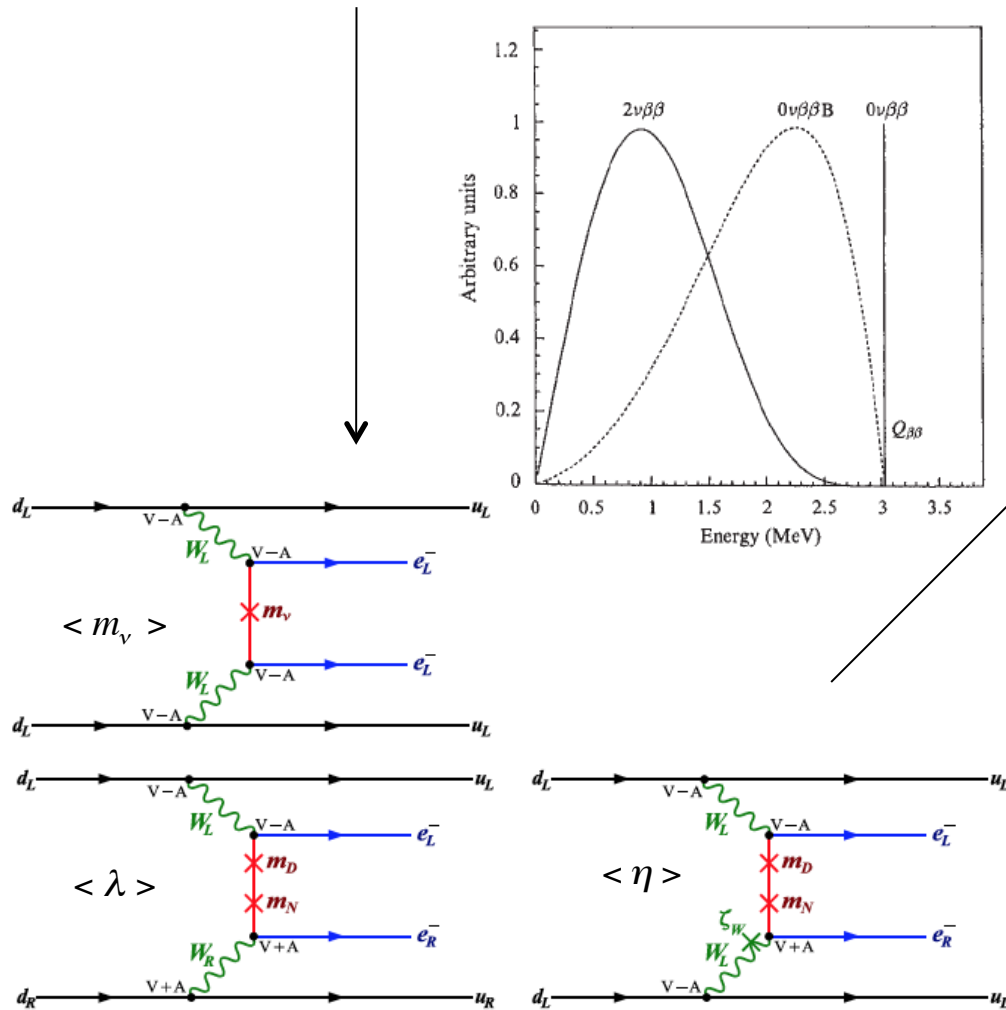 1.2
1
0.8
0.6
0.4
0.2
0
Arbitrary units
2νββ
0νββB
0νββ
Q_ββ
0 0.5 1 1.5 2 2.5 3 3.5
Energy (MeV)
d_L V−A u_L
W_L V−A e_L^-
< m_ν > m_ν
W_L V−A e_L^-
d_L V−A u_L
d_L V−A u_L
W_L V−A e_L^-
m_D
< λ > m_N
W_R V+A e_R^-
d_R V+A u_R
d_L V−A u_L
W_L V−A e_L^-
m_D
< η > m_N
ζ_W
W_L V+A e_R^-
d_L V−A u_L